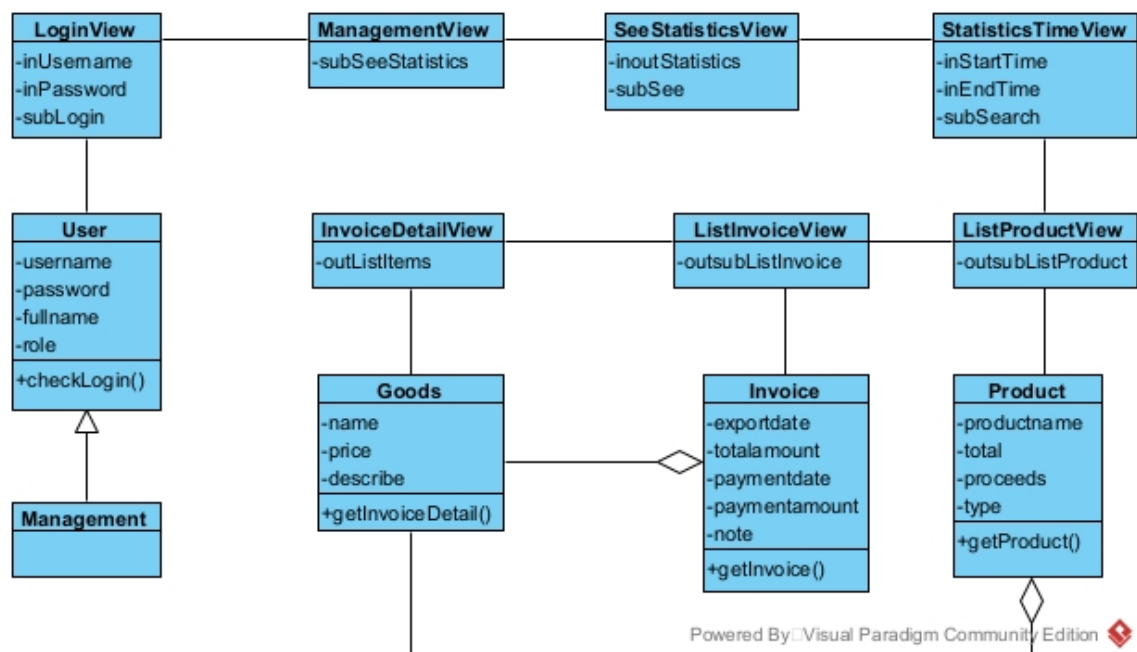 LoginView
-inUsername
-inPassword
-subLogin
ManagementView
-subSeeStatistics
SeeStatisticsView
-inoutStatistics
-subSee
StatisticsTimeView
-inStartTime
-inEndTime
-subSearch
User
-username
-password
-fullname
-role
+checkLogin()
InvoiceDetailView
-outListItems
ListInvoiceView
-outsubListInvoice
ListProductView
-outsubListProduct
Management
Goods
-name
-price
-describe
+getInvoiceDetail()
Invoice
-exportdate
-totalamount
-paymentdate
-paymentamount
-note
+getInvoice()
Product
-productname
-total
-proceeds
-type
+getProduct()
Powered By Visual Paradigm Community Edition